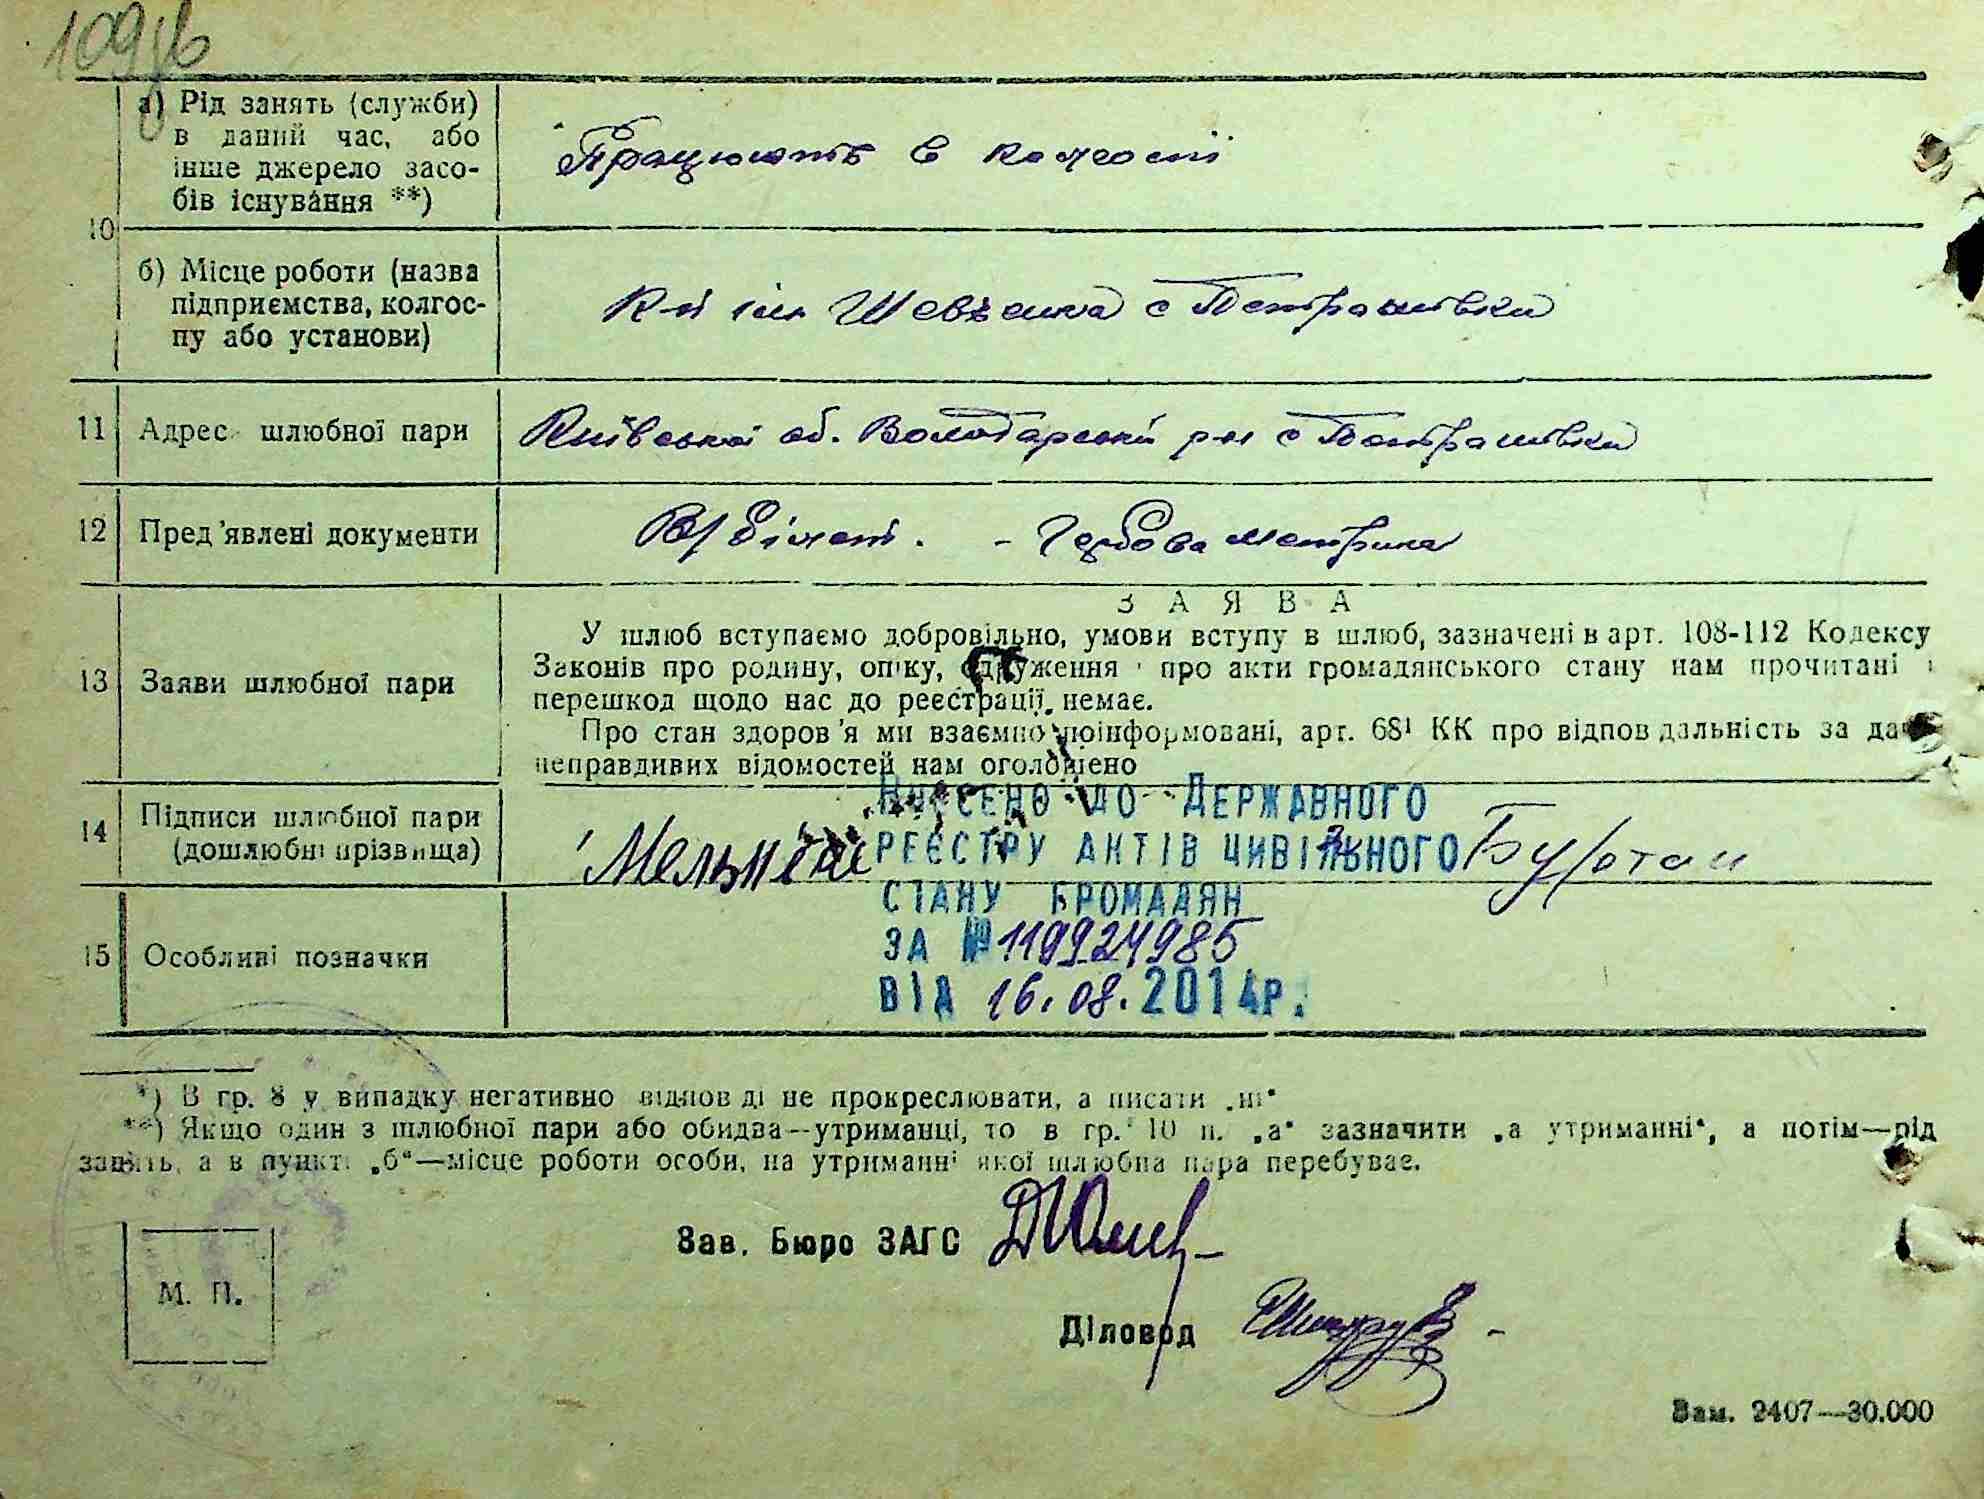 109
а) Рід занять (служби)
в даний час, або
інше джерело засо-
бів існування **)
Працюють в колгоспі
10
б) Місце роботи (назва
підприємства, колгос-
пу або установи)
К-п ім Шевченка с Петрашівка
11 Адрес шлюбної пари
Київської об. Володарський р-н с Петрашівка
12 Пред'явлені документи
В/білет. - Гербова метрика
ЗАЯВА
13 Заяви шлюбної пари
У шлюб вступаємо добровільно, умови вступу в шлюб, зазначені в арт. 108-112 Кодексу
Законів про родину, опіку, одруження і про акти громадянського стану нам прочитані і
перешкод щодо нас до реєстрації немає.
Про стан здоров'я ми взаємно поінформовані, арт. 68¹ КК про відповідальність за дачу
неправдивих відомостей нам оголошено
14 Підписи шлюбної пари
(дошлюбні прізвища)
Мельник
ВНЕСЕНО ДО ДЕРЖАВНОГО
РЕЄСТРУ АКТІВ ЦИВІЛЬНОГО
СТАНУ ГРОМАДЯН
ЗА № 119924985
ВІД 16.08.2014Р.
15 Особливі позначки
*) В гр. 8 у випадку негативно відповіді не прокреслювати, а писати „ні“
**) Якщо один з шлюбної пари або обидва—утриманці, то в гр. 10 п. „а“ зазначити „а утриманні“, а потім—рід
занять, а в пункті „б“—місце роботи особи, на утриманні якої шлюбна пара перебуває.
Зав. Бюро ЗАГС
М. П.
Діловод
Зам. 2407—30.000